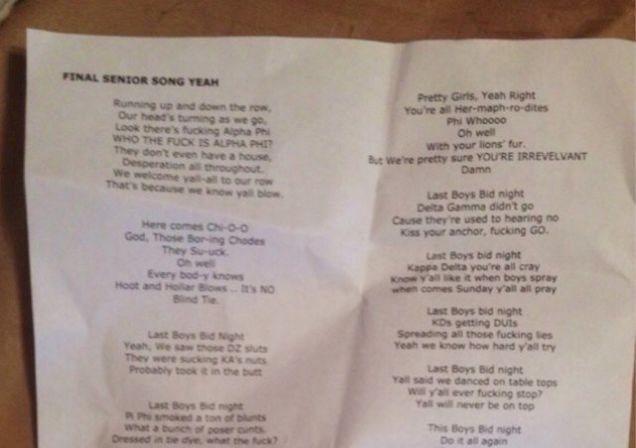 FINAL SENIOR SONG YEAH
Running up and down the row,
Our head's turning as we go,
Look there's fucking Alpha Phi
WHO THE FUCK IS ALPHA PHI?
They don't even have a house,
Desperation all throughout.
We welcome yall-all to our row
That's because we know yall blow.
Here comes Chi-O-O
God, Those Bor-ing Chodes
They Su-uck.
Oh well
Every bod-y knows
Hoot and Hollar Blows .. It's NO
Blind Tie.
Last Boys Bid Night
Yeah, We saw those DZ sluts
They were sucking KA's nuts
Probably took it in the butt
Last Boys Bid night
Pi Phi smoked a ton of blunts
What a bunch of poser cunts.
Dressed in tie dye, what the fuck?
Pretty Girls, Yeah Right
You're all Her-maph-ro-dites
Phi Whoooo
Oh well
With your lions' fur.
But We're pretty sure YOU'RE IRREVELVANT
Damn
Last Boys Bid night
Delta Gamma didn't go
Cause they're used to hearing no
Kiss your anchor, fucking GO.
Last Boys bid night
Kappa Delta you're all cray
Know y'all like it when boys spray
when comes Sunday y'all all pray
Last Boys bid night
KDs getting DUIs
Spreading all those fucking lies
Yeah we know how hard y'all try
Last Boys Bid night
Yall said we danced on table tops
Will y'all ever fucking stop?
Yall will never be on top
This Boys Bid night
Do it all again